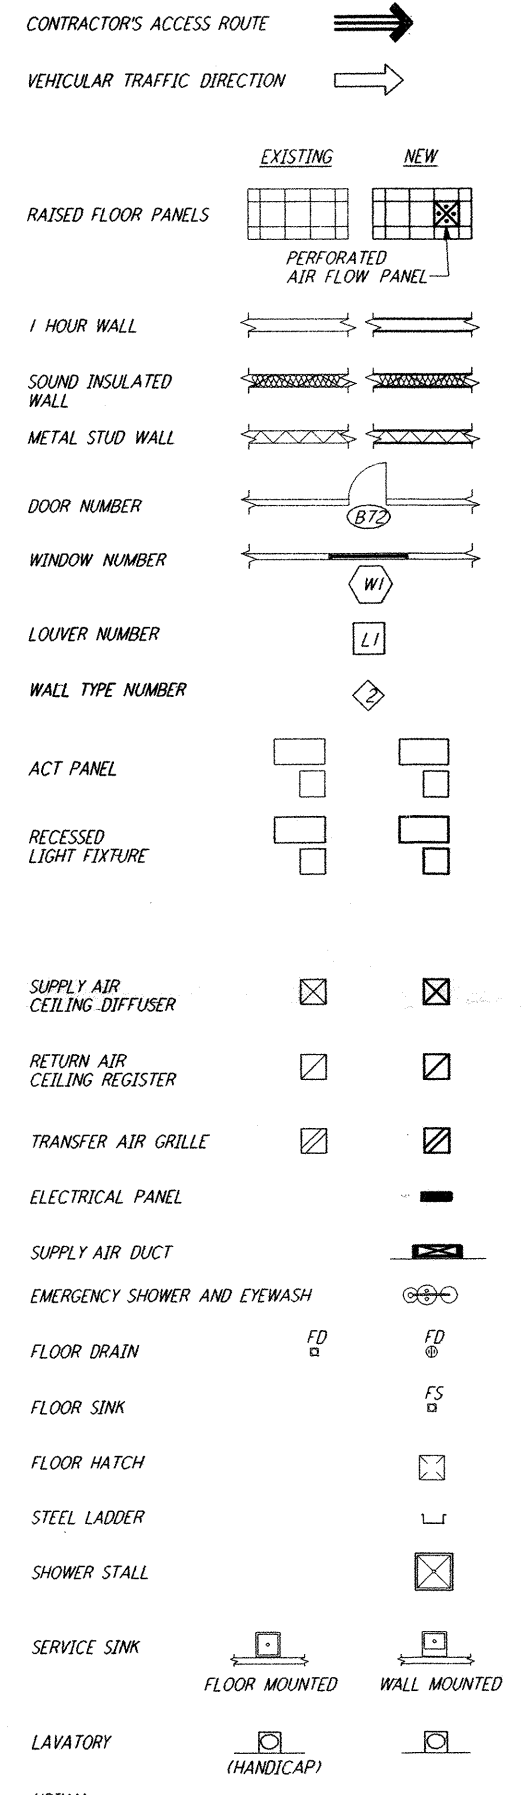 CONTRACTOR'S ACCESS ROUTE
VEHICULAR TRAFFIC DIRECTION
EXISTING NEW
RAISED FLOOR PANELS
PERFORATED
AIR FLOW PANEL
1 HOUR WALL
SOUND INSULATED
WALL
METAL STUD WALL
DOOR NUMBER
B72
WINDOW NUMBER
W1
LOUVER NUMBER
L1
WALL TYPE NUMBER
2
ACT PANEL
RECESSED
LIGHT FIXTURE
SUPPLY AIR
CEILING DIFFUSER
RETURN AIR
CEILING REGISTER
TRANSFER AIR GRILLE
ELECTRICAL PANEL
SUPPLY AIR DUCT
EMERGENCY SHOWER AND EYEWASH
FD FD
FLOOR DRAIN
FS
FLOOR SINK
FLOOR HATCH
STEEL LADDER
SHOWER STALL
SERVICE SINK
FLOOR MOUNTED WALL MOUNTED
LAVATORY
(HANDICAP)